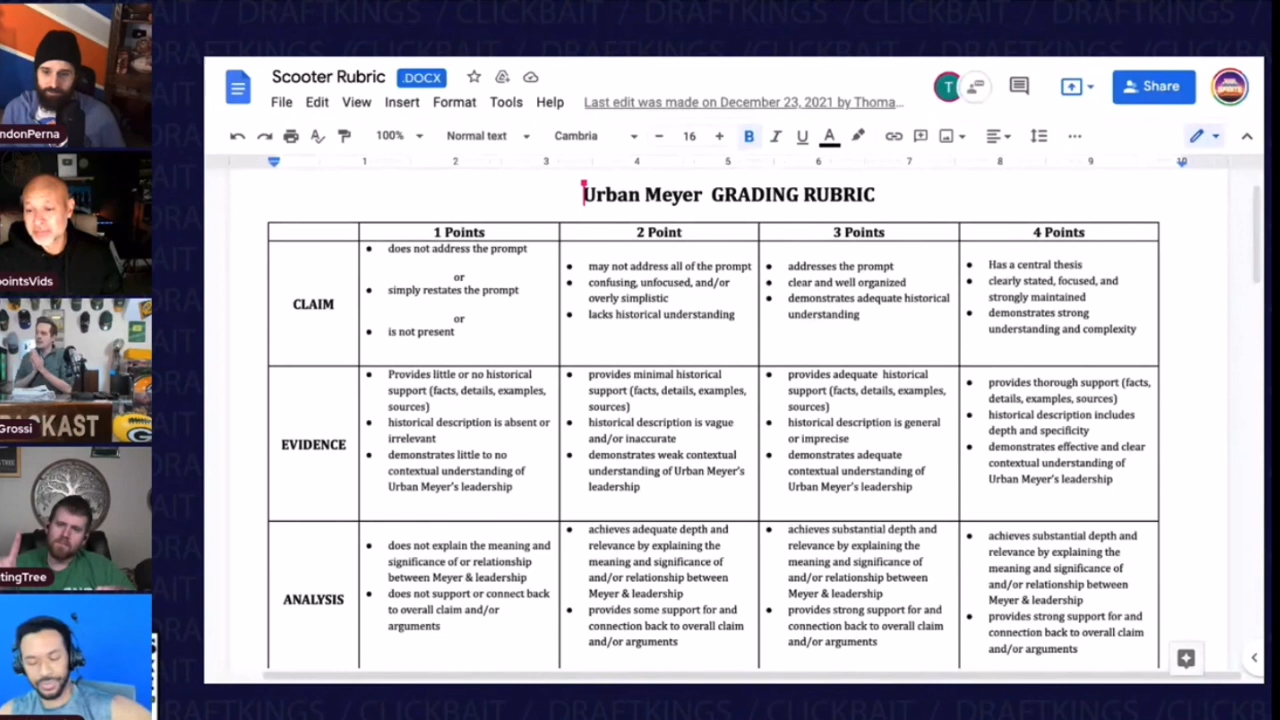 DRAFTKINGS / CLICKBAIT / DRAFTKINGS / CLICKBAIT / DRAFTKINGS /
Scooter Rubric .DOCX
File Edit View Insert Format Tools Help Last edit was made on December 23, 2021 by Thoma...
T
Share
100% Normal text Cambria − 16 + B I U A
1 2 3 4 5 6 7 8 9 10
Urban Meyer GRADING RUBRIC
1 Points 2 Point 3 Points 4 Points
CLAIM
does not address the prompt
or
simply restates the prompt
or
is not present
may not address all of the prompt
confusing, unfocused, and/or
overly simplistic
lacks historical understanding
addresses the prompt
clear and well organized
demonstrates adequate historical
understanding
Has a central thesis
clearly stated, focused, and
strongly maintained
demonstrates strong
understanding and complexity
EVIDENCE
Provides little or no historical
support (facts, details, examples,
sources)
historical description is absent or
irrelevant
demonstrates little to no
contextual understanding of
Urban Meyer's leadership
provides minimal historical
support (facts, details, examples,
sources)
historical description is vague
and/or inaccurate
demonstrates weak contextual
understanding of Urban Meyer's
leadership
provides adequate historical
support (facts, details, examples,
sources)
historical description is general
or imprecise
demonstrates adequate
contextual understanding of
Urban Meyer's leadership
provides thorough support (facts,
details, examples, sources)
historical description includes
depth and specificity
demonstrates effective and clear
contextual understanding of
Urban Meyer's leadership
ANALYSIS
does not explain the meaning and
significance of or relationship
between Meyer & leadership
does not support or connect back
to overall claim and/or
arguments
achieves adequate depth and
relevance by explaining the
meaning and significance of
and/or relationship between
Meyer & leadership
provides some support for and
connection back to overall claim
and/or arguments
achieves substantial depth and
relevance by explaining the
meaning and significance of
and/or relationship between
Meyer & leadership
provides strong support for and
connection back to overall claim
and/or arguments
achieves substantial depth and
relevance by explaining the
meaning and significance of
and/or relationship between
Meyer & leadership
provides strong support for and
connection back to overall claim
and/or arguments
ndonPerna
ointsVids
Grossi
ACKAST
tingTree